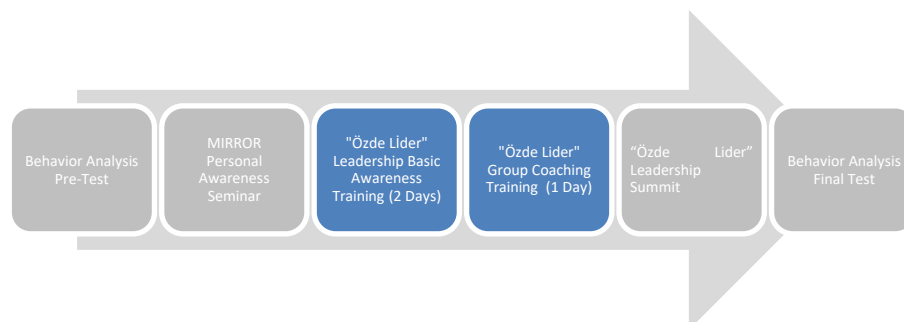 Behavior Analysis
Pre-Test
MIRROR
Personal
Awareness
Seminar
"Özde Lİder"
Leadership Basic
Awareness
Training (2 Days)
"Özde Lider"
Group Coaching
Training (1 Day)
“Özde Lider”
Leadership
Summit
Behavior Analysis
Final Test